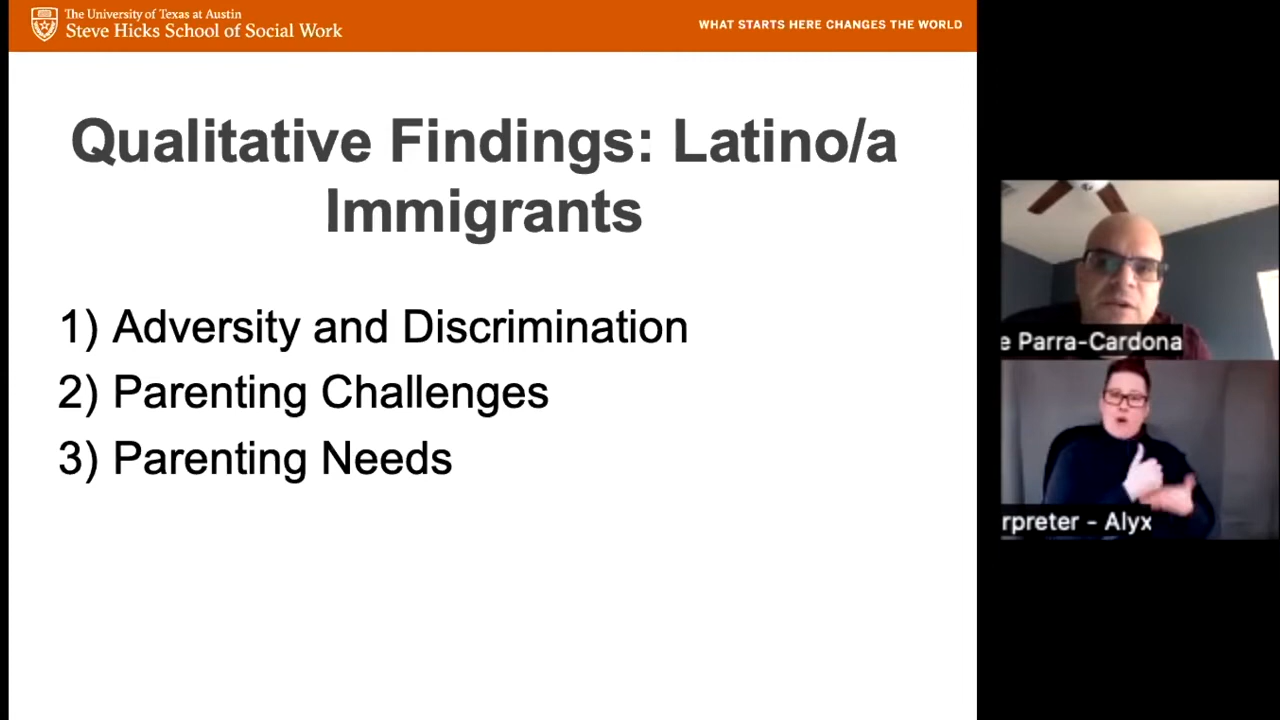 The University of Texas at Austin
Steve Hicks School of Social Work
WHAT STARTS HERE CHANGES THE WORLD
Qualitative Findings: Latino/a
Immigrants
1) Adversity and Discrimination
2) Parenting Challenges
3) Parenting Needs
e Parra-Cardona
rpreter - Alyx